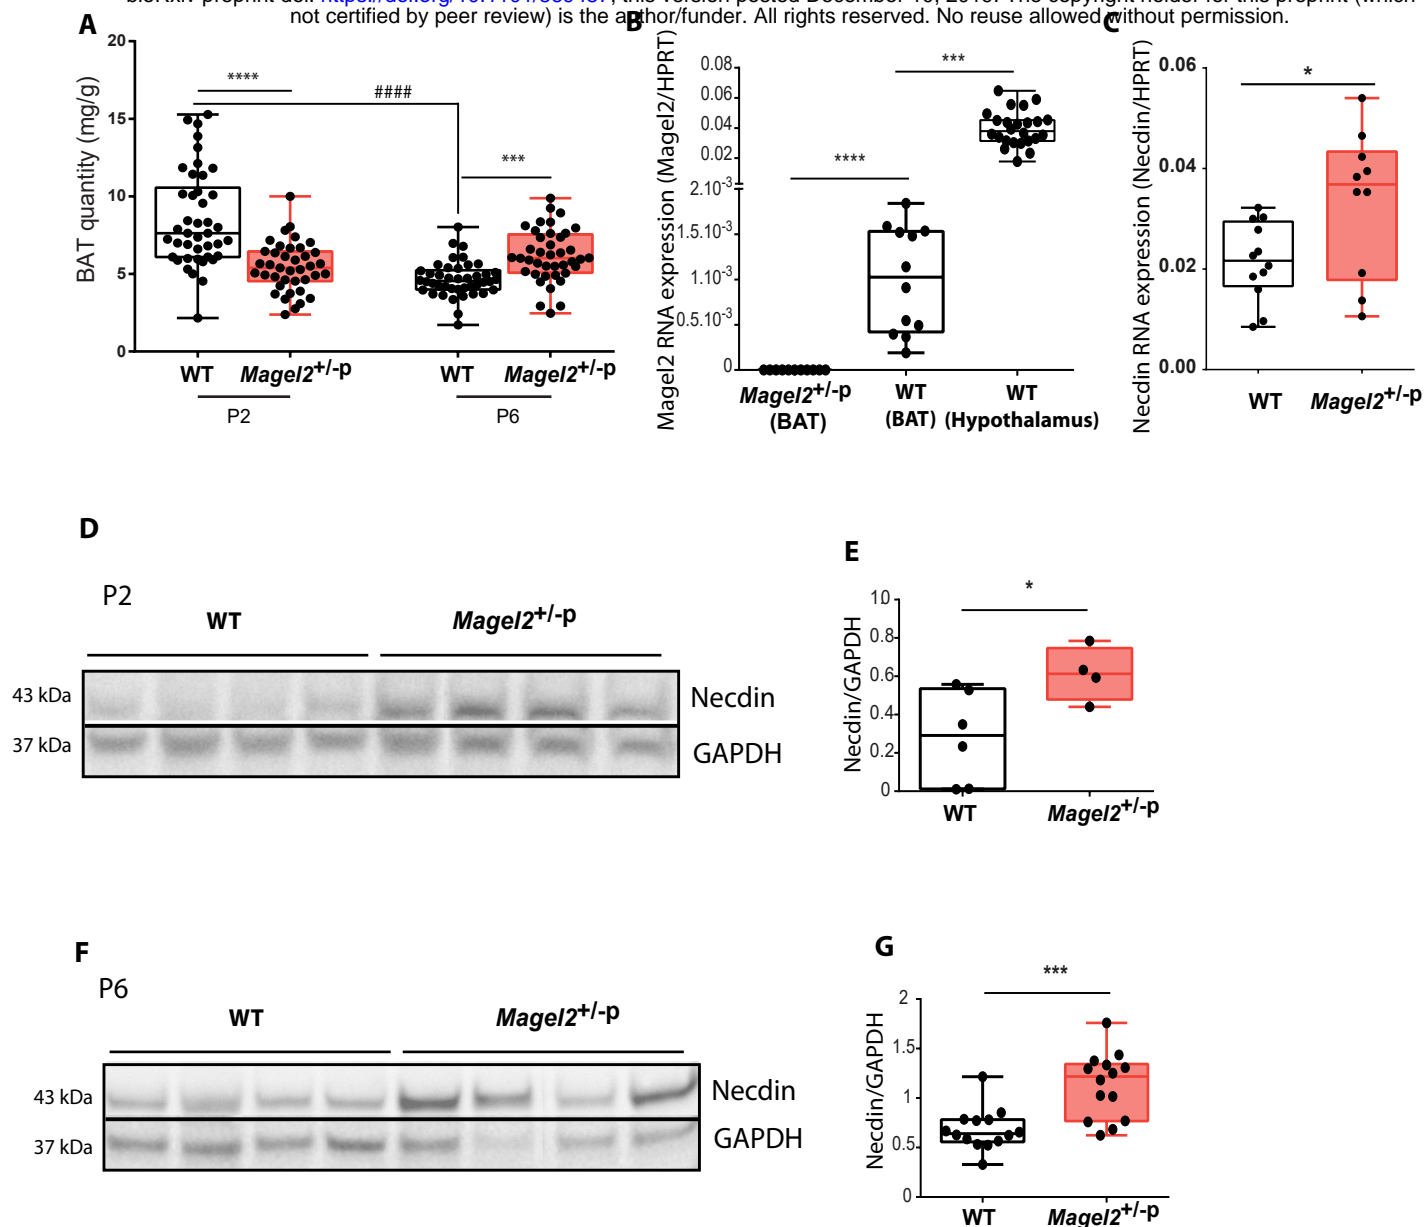 not certified by peer review) is the author/funder. All rights reserved. No reuse allowed without permission.
A
BAT quantity (mg/g)
20
15
10
5
0
****
####
***
WT
Magel2+/-p
WT
Magel2+/-p
P2
P6
B
Magel2 RNA expression (Magel2/HPRT)
0.08
0.06
0.04
0.02
2.10-3
1.5.10-3
1.10-3
0.5.10-3
0
****
***
Magel2+/-p
(BAT)
WT
(BAT)
WT
(Hypothalamus)
C
Necdin RNA expression (Necdin/HPRT)
0.06
0.04
0.02
0.00
*
WT
Magel2+/-p
D
P2
WT
Magel2+/-p
43 kDa
Necdin
37 kDa
GAPDH
E
Necdin/GAPDH
10
0.8
0.6
0.4
0.2
0
*
WT
Magel2+/-p
F
P6
WT
Magel2+/-p
43 kDa
Necdin
37 kDa
GAPDH
G
Necdin/GAPDH
2
1.5
1
0.5
0
***
WT
Magel2+/-p